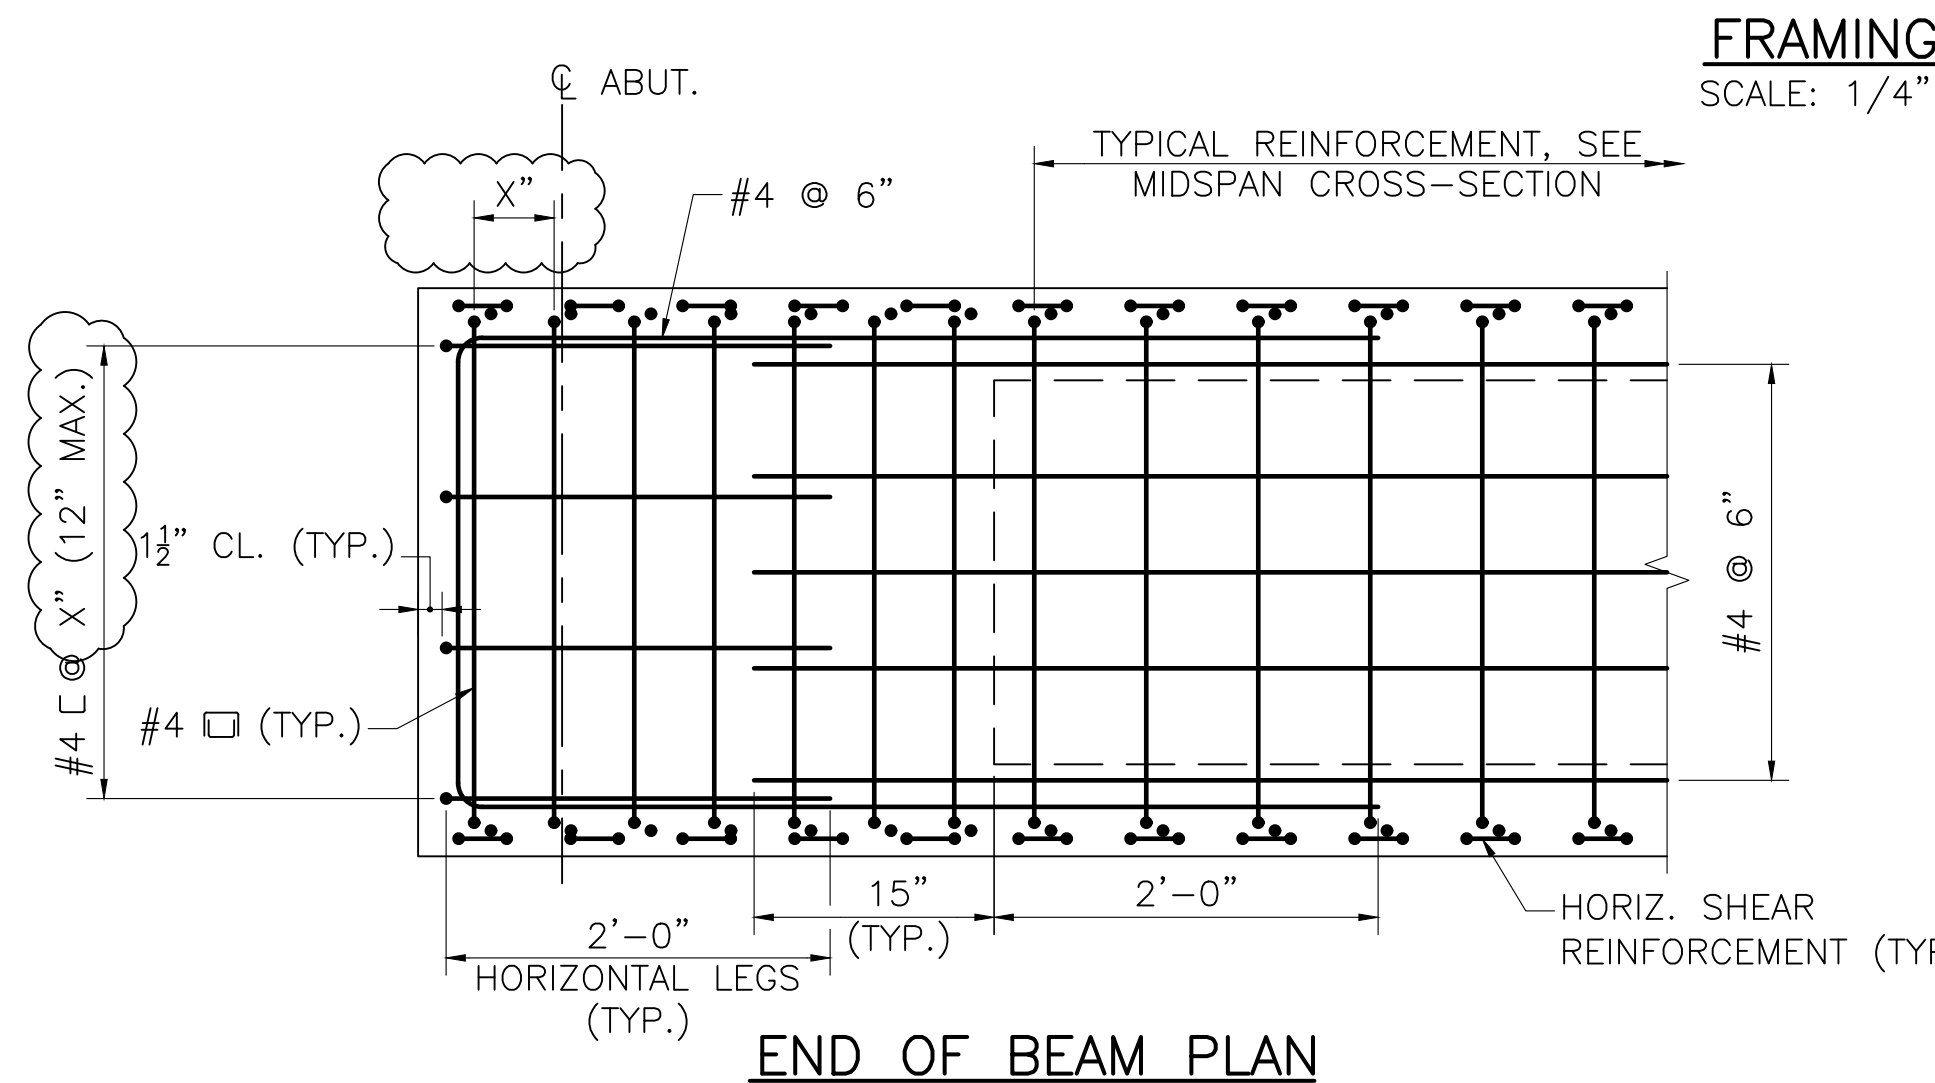 FRAMING
SCALE: 1/4"
℄ ABUT.
TYPICAL REINFORCEMENT, SEE
MIDSPAN CROSS-SECTION
X"
#4 @ 6"
#4 ⊏ @ X" (12" MAX.)
1½" CL. (TYP.)
#4 (TYP.)
#4 @ 6"
15"
(TYP.)
2'-0"
2'-0"
HORIZONTAL LEGS
(TYP.)
HORIZ. SHEAR
REINFORCEMENT (TYP
END OF BEAM PLAN